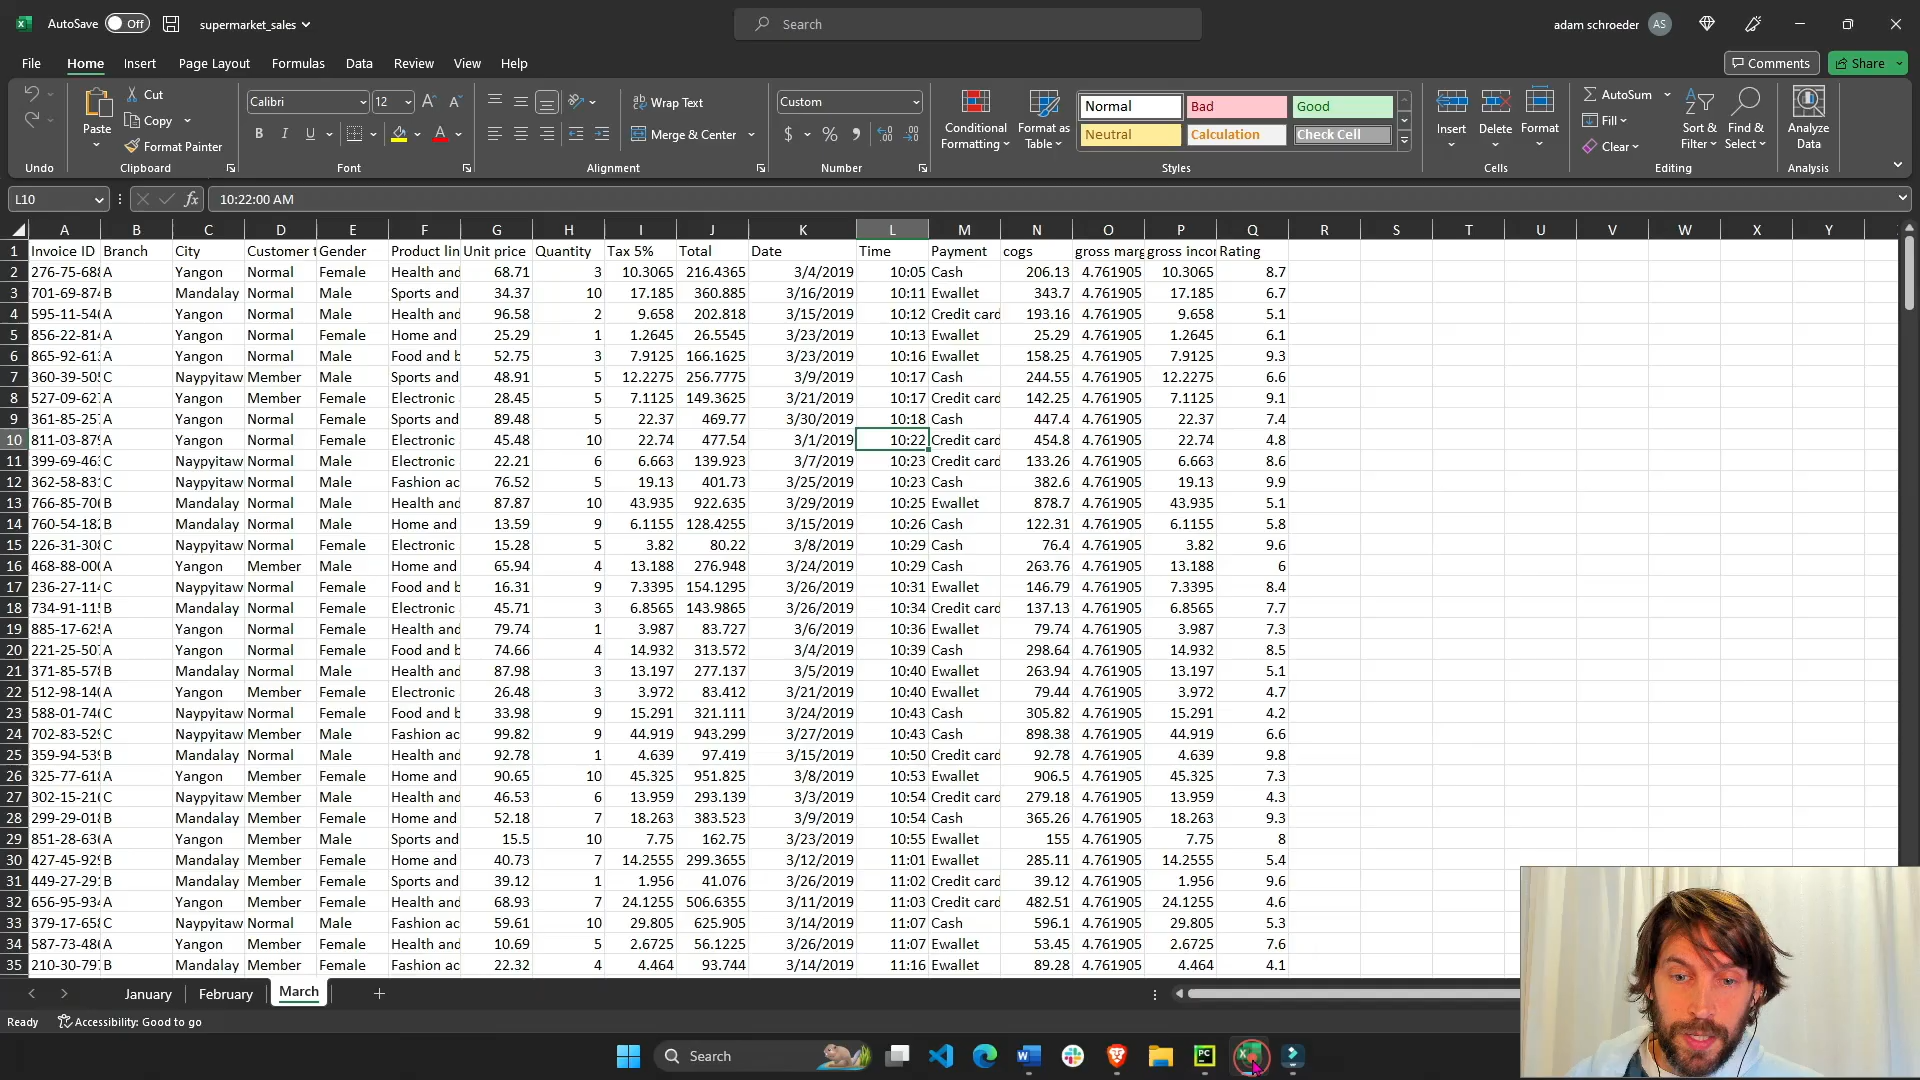 AutoSave Off supermarket_sales Search adam schroeder AS
File Home Insert Page Layout Formulas Data Review View Help Comments Share
Cut Calibri 12 Wrap Text Custom Normal Bad Good AutoSum
Paste Copy Format Painter Merge & Center $ % Conditional Formatting Format as Table Neutral Calculation Check Cell Insert Delete Format Fill Clear Sort & Filter Find & Select Analyze Data
Undo Clipboard Font Alignment Number Styles Cells Editing Analysis
L10 fx 10:22:00 AM
A B C D E F G H I J K L M N O P Q R S T U V W X Y
1 Invoice ID Branch City Customer t Gender Product lin Unit price Quantity Tax 5% Total Date Time Payment cogs gross marg gross incor Rating
2 276-75-688 A Yangon Normal Female Health and 68.71 3 10.3065 216.4365 3/4/2019 10:05 Cash 206.13 4.761905 10.3065 8.7
3 701-69-874 B Mandalay Normal Male Sports and 34.37 10 17.185 360.885 3/16/2019 10:11 Ewallet 343.7 4.761905 17.185 6.7
4 595-11-546 A Yangon Normal Male Health and 96.58 2 9.658 202.818 3/15/2019 10:12 Credit card 193.16 4.761905 9.658 5.1
5 856-22-814 A Yangon Normal Female Home and 25.29 1 1.2645 26.5545 3/23/2019 10:13 Ewallet 25.29 4.761905 1.2645 6.1
6 865-92-613 A Yangon Normal Male Food and b 52.75 3 7.9125 166.1625 3/23/2019 10:16 Ewallet 158.25 4.761905 7.9125 9.3
7 360-39-505 C Naypyitaw Member Male Sports and 48.91 5 12.2275 256.7775 3/9/2019 10:17 Cash 244.55 4.761905 12.2275 6.6
8 527-09-627 A Yangon Member Female Electronic 28.45 5 7.1125 149.3625 3/21/2019 10:17 Credit card 142.25 4.761905 7.1125 9.1
9 361-85-257 A Yangon Normal Female Sports and 89.48 5 22.37 469.77 3/30/2019 10:18 Cash 447.4 4.761905 22.37 7.4
10 811-03-879 A Yangon Normal Female Electronic 45.48 10 22.74 477.54 3/1/2019 10:22 Credit card 454.8 4.761905 22.74 4.8
11 399-69-463 C Naypyitaw Normal Male Electronic 22.21 6 6.663 139.923 3/7/2019 10:23 Credit card 133.26 4.761905 6.663 8.6
12 362-58-831 C Naypyitaw Normal Male Fashion ac 76.52 5 19.13 401.73 3/25/2019 10:23 Cash 382.6 4.761905 19.13 9.9
13 766-85-706 B Mandalay Normal Male Health and 87.87 10 43.935 922.635 3/29/2019 10:25 Ewallet 878.7 4.761905 43.935 5.1
14 760-54-182 B Mandalay Normal Male Home and 13.59 9 6.1155 128.4255 3/15/2019 10:26 Cash 122.31 4.761905 6.1155 5.8
15 226-31-308 C Naypyitaw Normal Female Electronic 15.28 5 3.82 80.22 3/8/2019 10:29 Cash 76.4 4.761905 3.82 9.6
16 468-88-000 A Yangon Member Male Home and 65.94 4 13.188 276.948 3/24/2019 10:29 Cash 263.76 4.761905 13.188 6
17 236-27-114 C Naypyitaw Normal Female Food and b 16.31 9 7.3395 154.1295 3/26/2019 10:31 Ewallet 146.79 4.761905 7.3395 8.4
18 734-91-115 B Mandalay Normal Female Electronic 45.71 3 6.8565 143.9865 3/26/2019 10:34 Credit card 137.13 4.761905 6.8565 7.7
19 885-17-625 A Yangon Normal Female Health and 79.74 1 3.987 83.727 3/6/2019 10:36 Ewallet 79.74 4.761905 3.987 7.3
20 221-25-507 A Yangon Normal Female Food and b 74.66 4 14.932 313.572 3/4/2019 10:39 Cash 298.64 4.761905 14.932 8.5
21 371-85-578 B Mandalay Normal Male Health and 87.98 3 13.197 277.137 3/5/2019 10:40 Ewallet 263.94 4.761905 13.197 5.1
22 512-98-140 A Yangon Member Female Electronic 26.48 3 3.972 83.412 3/21/2019 10:40 Ewallet 79.44 4.761905 3.972 4.7
23 588-01-746 C Naypyitaw Normal Female Food and b 33.98 9 15.291 321.111 3/24/2019 10:43 Cash 305.82 4.761905 15.291 4.2
24 702-83-529 C Naypyitaw Member Male Fashion ac 99.82 9 44.919 943.299 3/27/2019 10:43 Cash 898.38 4.761905 44.919 6.6
25 359-94-539 B Mandalay Normal Male Health and 92.78 1 4.639 97.419 3/15/2019 10:50 Credit card 92.78 4.761905 4.639 9.8
26 325-77-618 A Yangon Member Female Home and 90.65 10 45.325 951.825 3/8/2019 10:53 Ewallet 906.5 4.761905 45.325 7.3
27 302-15-216 C Naypyitaw Member Male Health and 46.53 6 13.959 293.139 3/3/2019 10:54 Credit card 279.18 4.761905 13.959 4.3
28 299-29-018 B Mandalay Member Female Home and 52.18 7 18.263 383.523 3/9/2019 10:54 Cash 365.26 4.761905 18.263 9.3
29 851-28-636 A Yangon Member Male Sports and 15.5 10 7.75 162.75 3/23/2019 10:55 Ewallet 155 4.761905 7.75 8
30 427-45-929 B Mandalay Member Female Home and 40.73 7 14.2555 299.3655 3/12/2019 11:01 Ewallet 285.11 4.761905 14.2555 5.4
31 449-27-291 B Mandalay Member Female Sports and 39.12 1 1.956 41.076 3/26/2019 11:02 Credit card 39.12 4.761905 1.956 9.6
32 656-95-934 A Yangon Member Female Health and 68.93 7 24.1255 506.6355 3/11/2019 11:03 Credit card 482.51 4.761905 24.1255 4.6
33 379-17-658 C Naypyitaw Normal Male Fashion ac 59.61 10 29.805 625.905 3/14/2019 11:07 Cash 596.1 4.761905 29.805 5.3
34 587-73-486 A Yangon Member Female Health and 10.69 5 2.6725 56.1225 3/26/2019 11:07 Ewallet 53.45 4.761905 2.6725 7.6
35 210-30-797 B Mandalay Member Female Fashion ac 22.32 4 4.464 93.744 3/14/2019 11:16 Ewallet 89.28 4.761905 4.464 4.1
January February March
Ready Accessibility: Good to go
Search